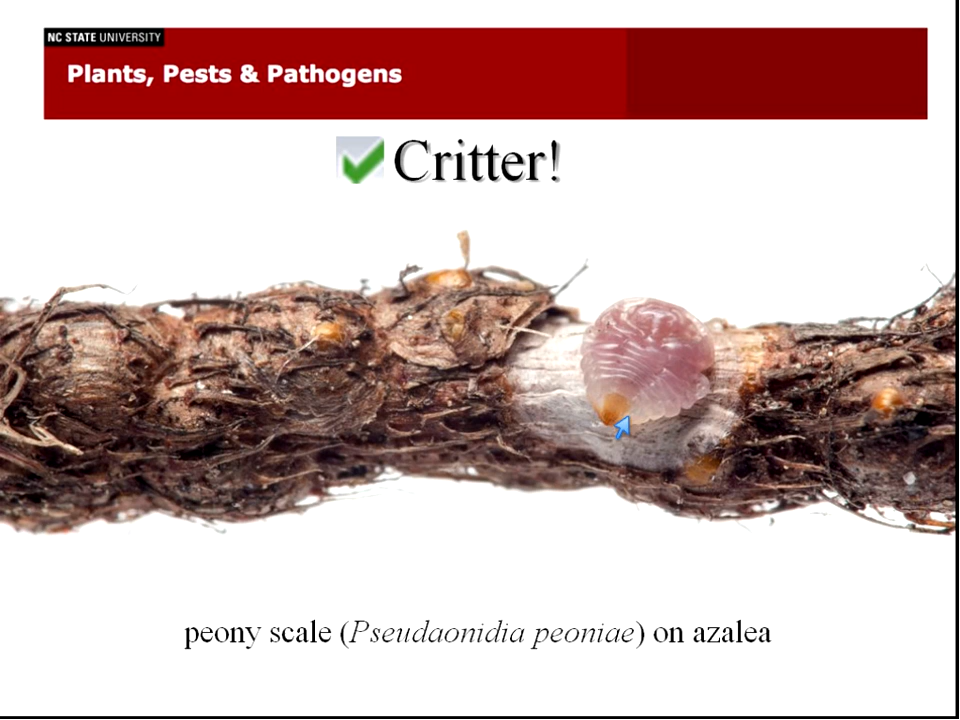 NC STATE UNIVERSITY
Plants, Pests & Pathogens
Critter!
peony scale (Pseudaonidia peoniae) on azalea